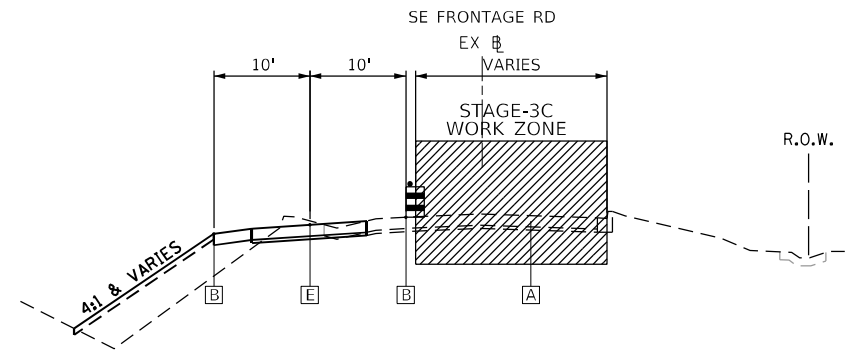 SE FRONTAGE RD
EX ⅊
10'
10'
VARIES
STAGE-3C
WORK ZONE
R.O.W.
4:1 & VARIES
B
E
B
A